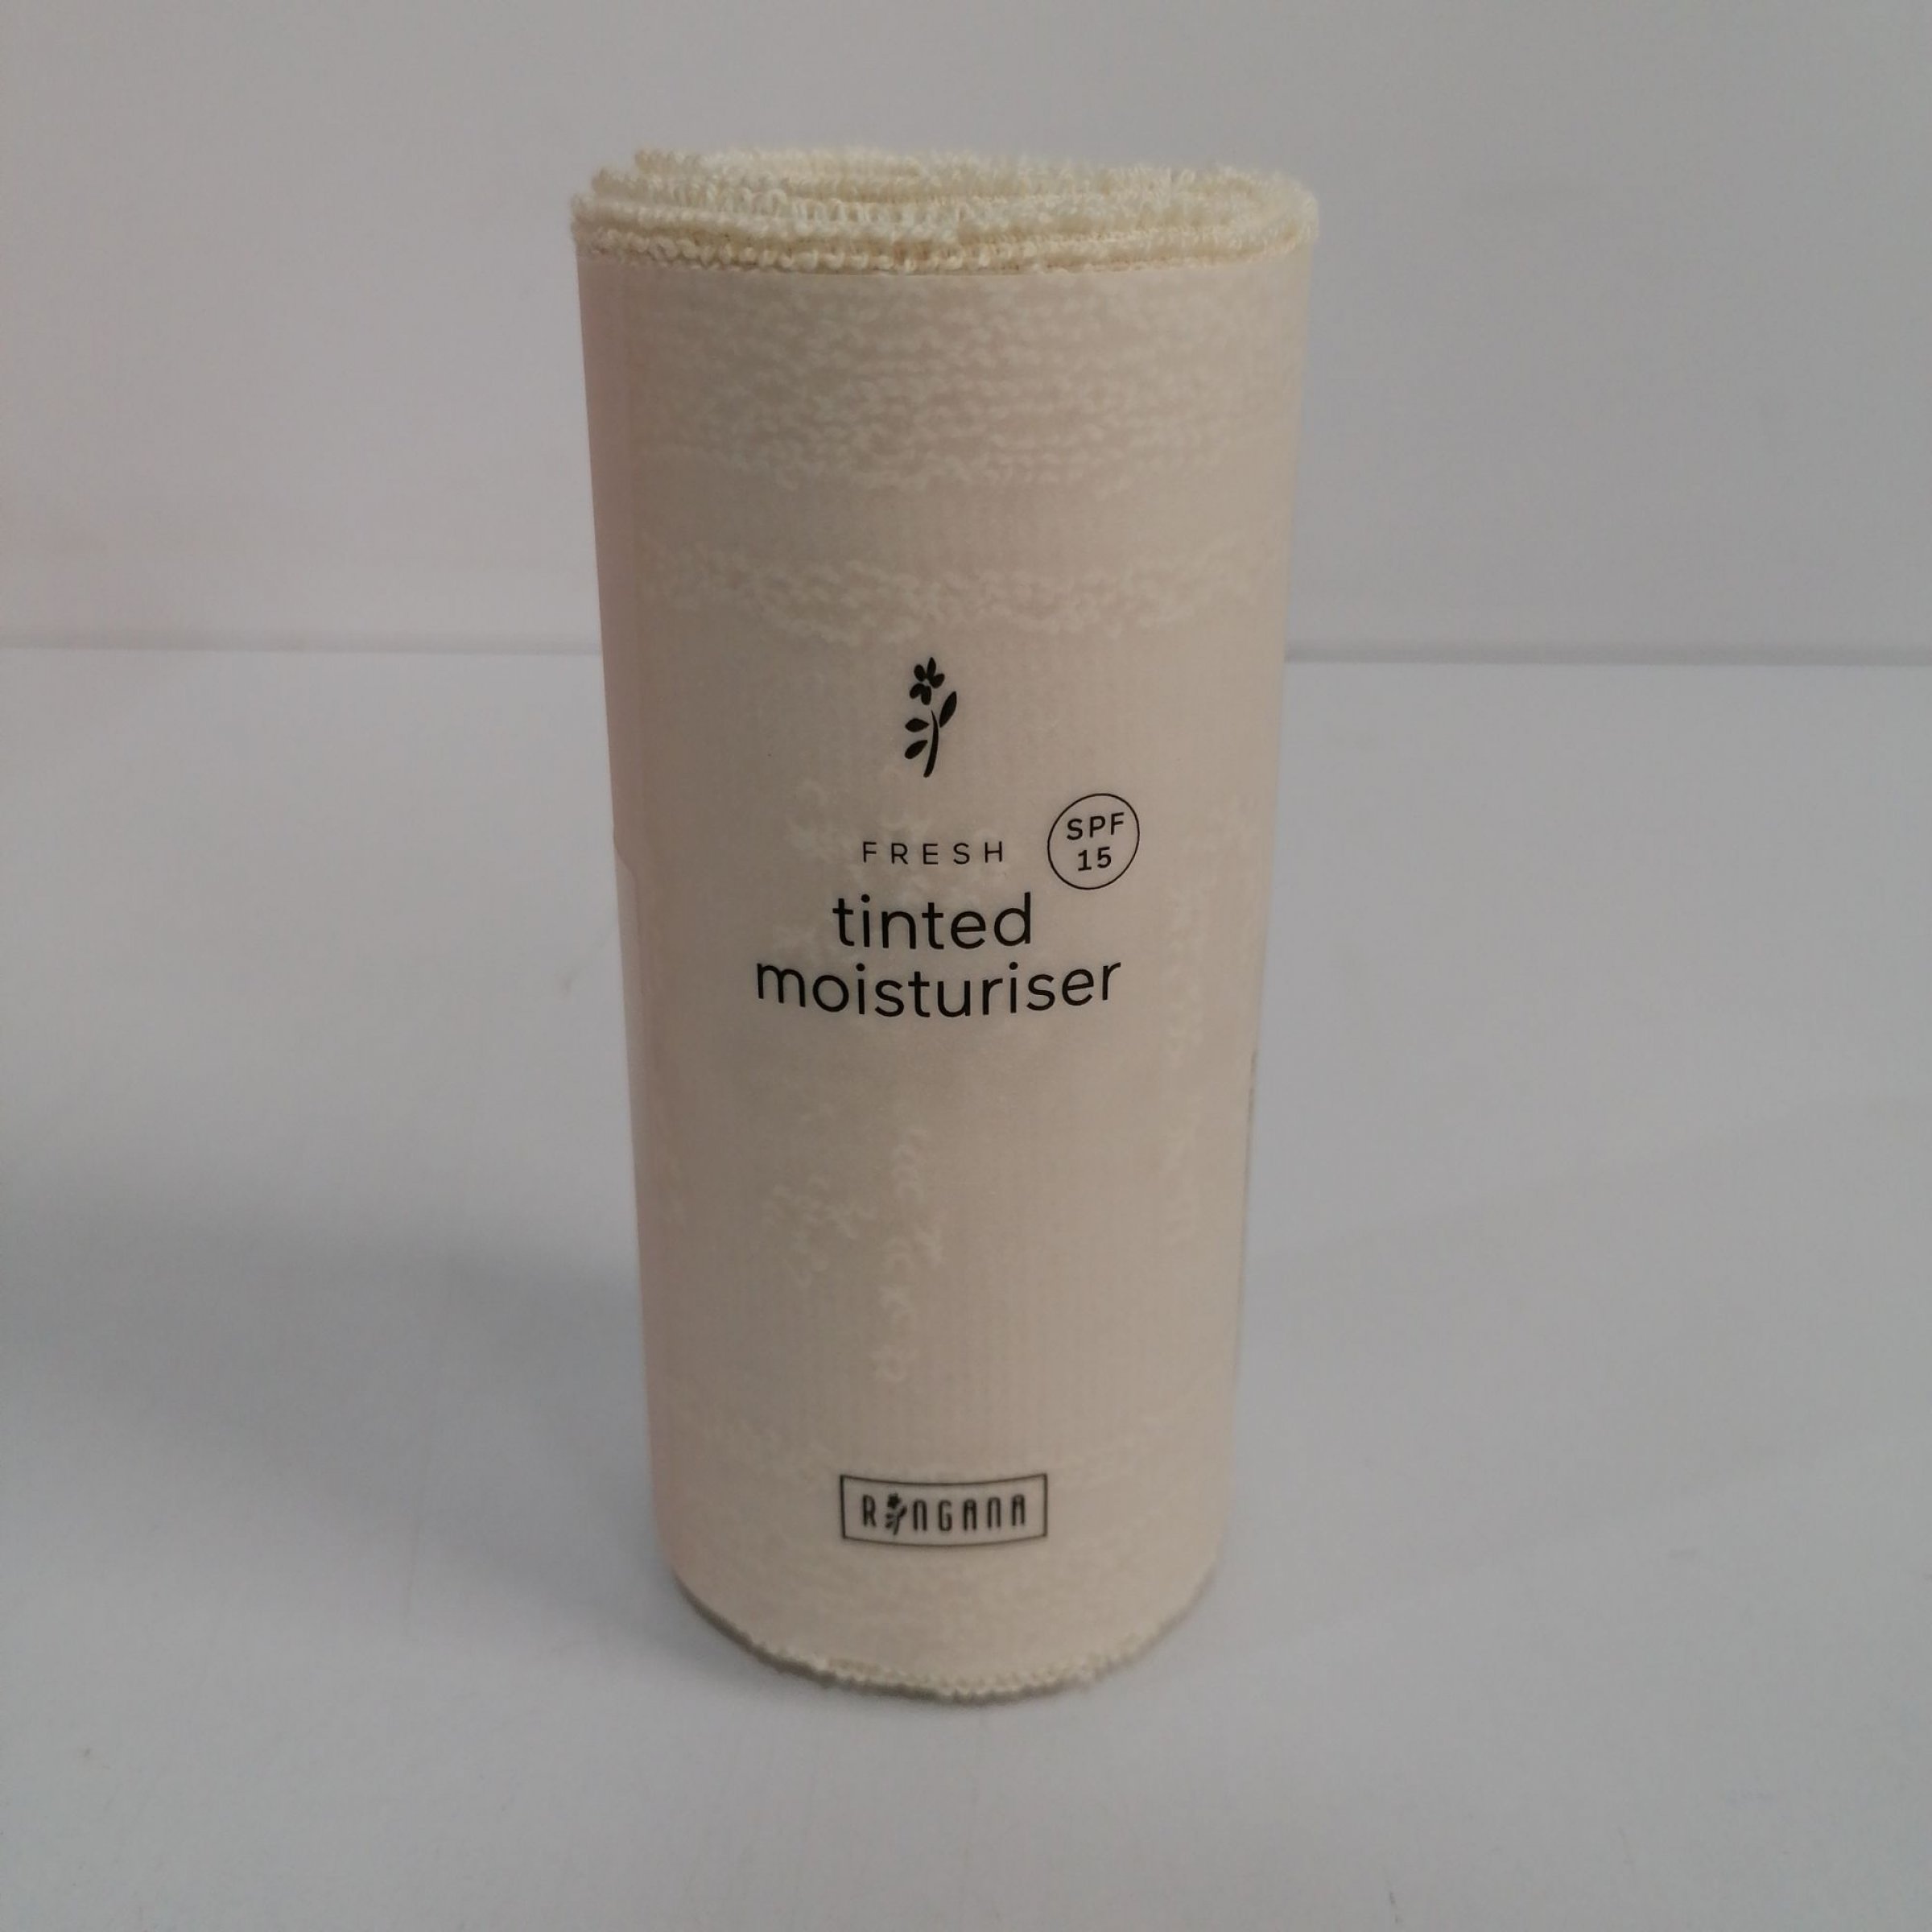 FRESH
SPF
15
tinted
moisturiser
RINGANA